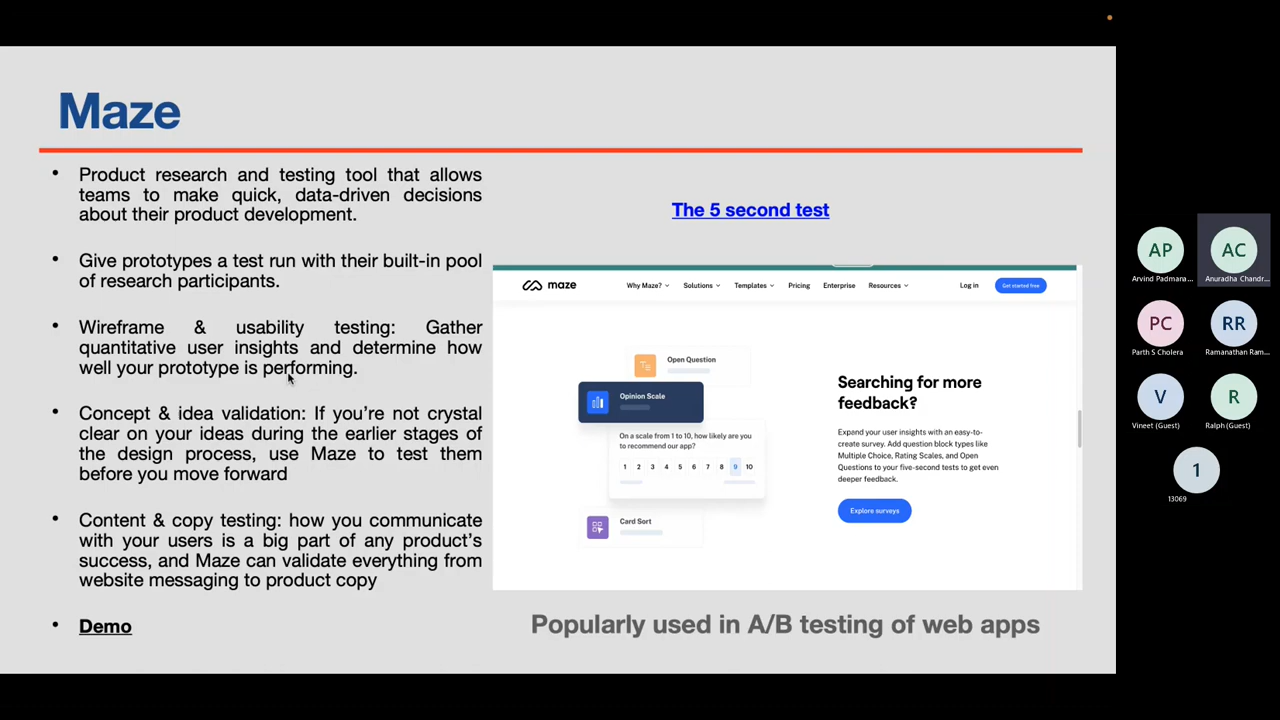 Maze
• Product research and testing tool that allows
teams to make quick, data-driven decisions
about their product development.
• Give prototypes a test run with their built-in pool
of research participants.
• Wireframe & usability testing: Gather
quantitative user insights and determine how
well your prototype is performing.
• Concept & idea validation: If you're not crystal
clear on your ideas during the earlier stages of
the design process, use Maze to test them
before you move forward
• Content & copy testing: how you communicate
with your users is a big part of any product's
success, and Maze can validate everything from
website messaging to product copy
• Demo
The 5 second test
maze
Why Maze?
Solutions
Templates
Pricing
Enterprise
Resources
Log in
Get started free
Open Question
Opinion Scale
On a scale from 1 to 10, how likely are you
to recommend our app?
1 2 3 4 5 6 7 8 9 10
Card Sort
Searching for more
feedback?
Expand your user insights with an easy-to-
create survey. Add question block types like
Multiple Choice, Rating Scales, and Open
Questions to your five-second tests to get even
deeper feedback.
Explore surveys
Popularly used in A/B testing of web apps
AP
Arvind Padmana...
AC
Anuradha Chandr...
PC
Parth S Cholera
RR
Ramanathan Ram...
V
Vineet (Guest)
R
Ralph (Guest)
1
13069